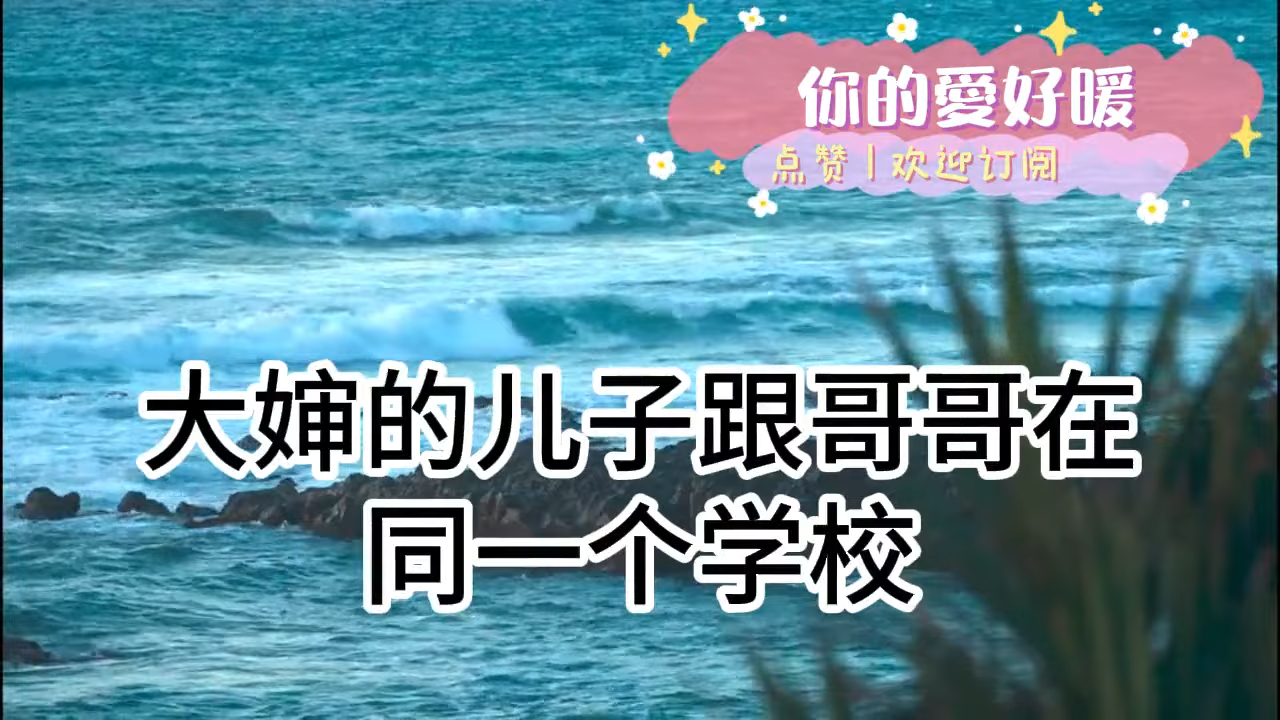 你的愛好暖
点赞|欢迎订阅
大婶的儿子跟哥哥在
同一个学校